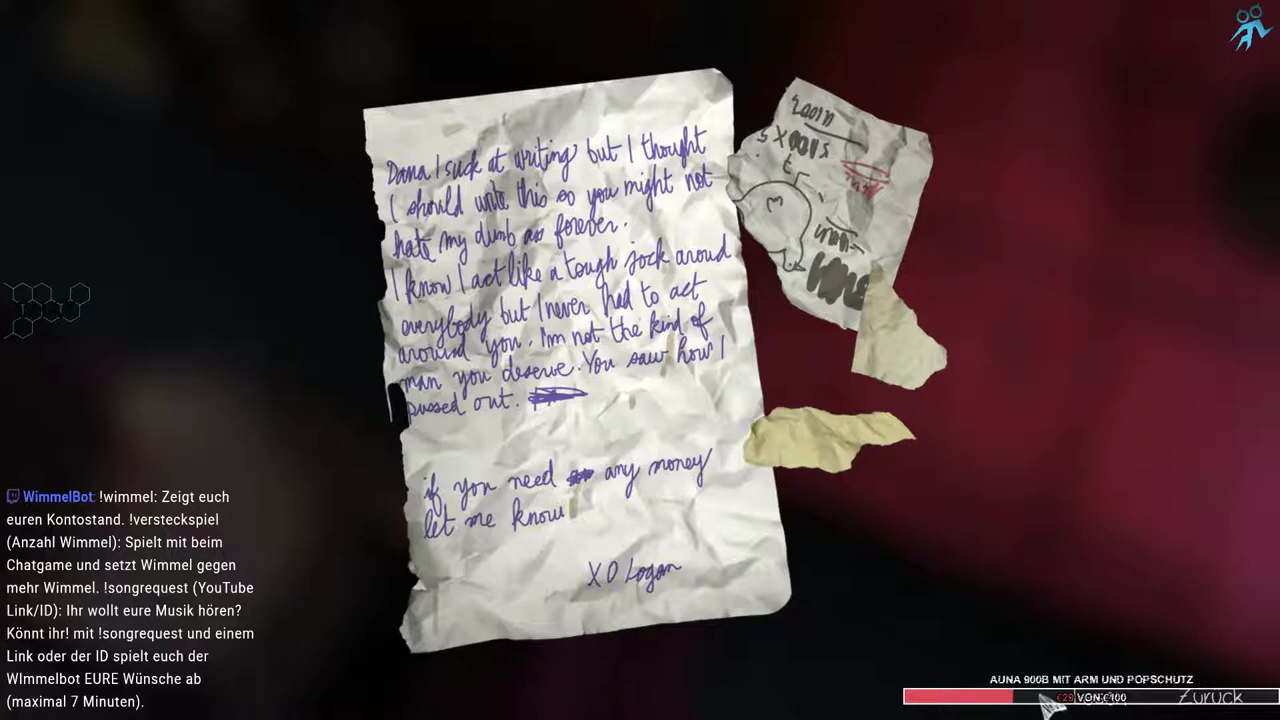 Dana I suck at writing but I thought
I should write this so you might not
hate my dumb ass forever.
I know I act like a tough jock aroud
everybody but I never had to act
around you. I'm not the kind of
man you deserve. You saw how I
pussed out.
if you need any money
let me know
XO Logan
WimmelBot: !wimmel: Zeigt euch
euren Kontostand. !versteckspiel
(Anzahl Wimmel): Spielt mit beim
Chatgame und setzt Wimmel gegen
mehr Wimmel. !songrequest (YouTube
Link/ID): Ihr wollt eure Musik hören?
Könnt ihr! mit !songrequest und einem
Link oder der ID spielt euch der
WImmelbot EURE Wünsche ab
(maximal 7 Minuten).
AUNA 900B MIT ARM UND POPSCHUTZ
€29 VON €100
Zurück